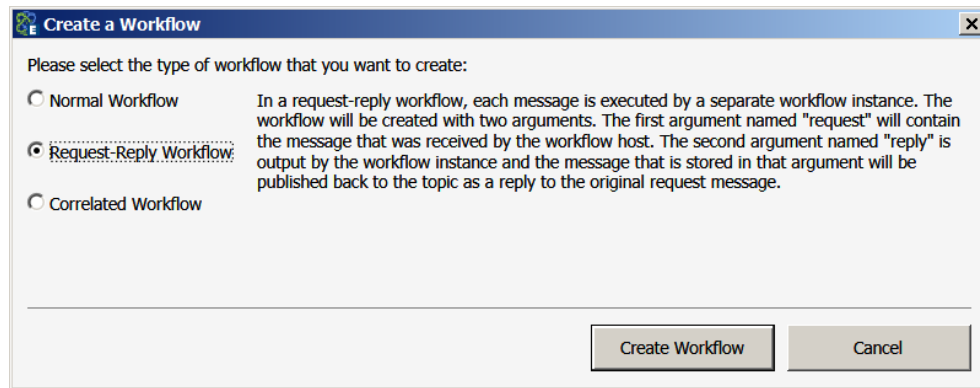 Create a Workflow
Please select the type of workflow that you want to create:
Normal Workflow
Request-Reply Workflow
Correlated Workflow
In a request-reply workflow, each message is executed by a separate workflow instance. The
workflow will be created with two arguments. The first argument named "request" will contain
the message that was received by the workflow host. The second argument named "reply" is
output by the workflow instance and the message that is stored in that argument will be
published back to the topic as a reply to the original request message.
Create Workflow
Cancel